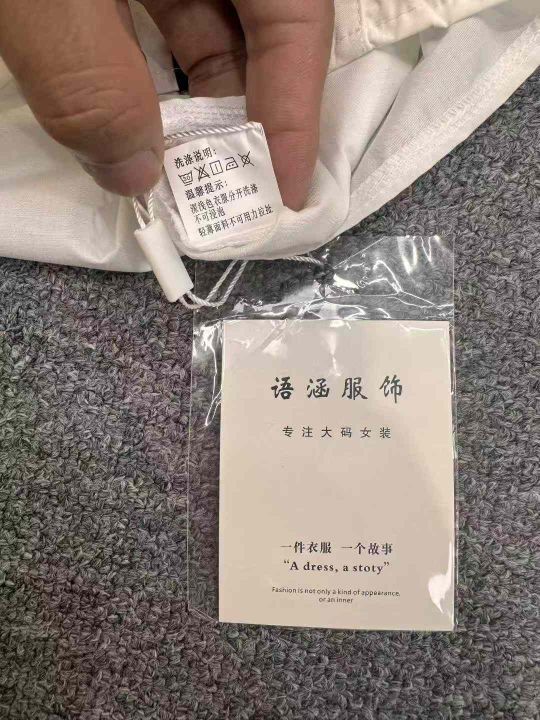 洗涤说明:
30
温馨提示:
深浅色衣服分开洗涤
不可浸泡
轻薄面料不可用力拉扯
语涵服饰
专注大码女装
一件衣服 一个故事
“A dress, a stoty”
Fashion is not only a kind of appearance,
or an inner